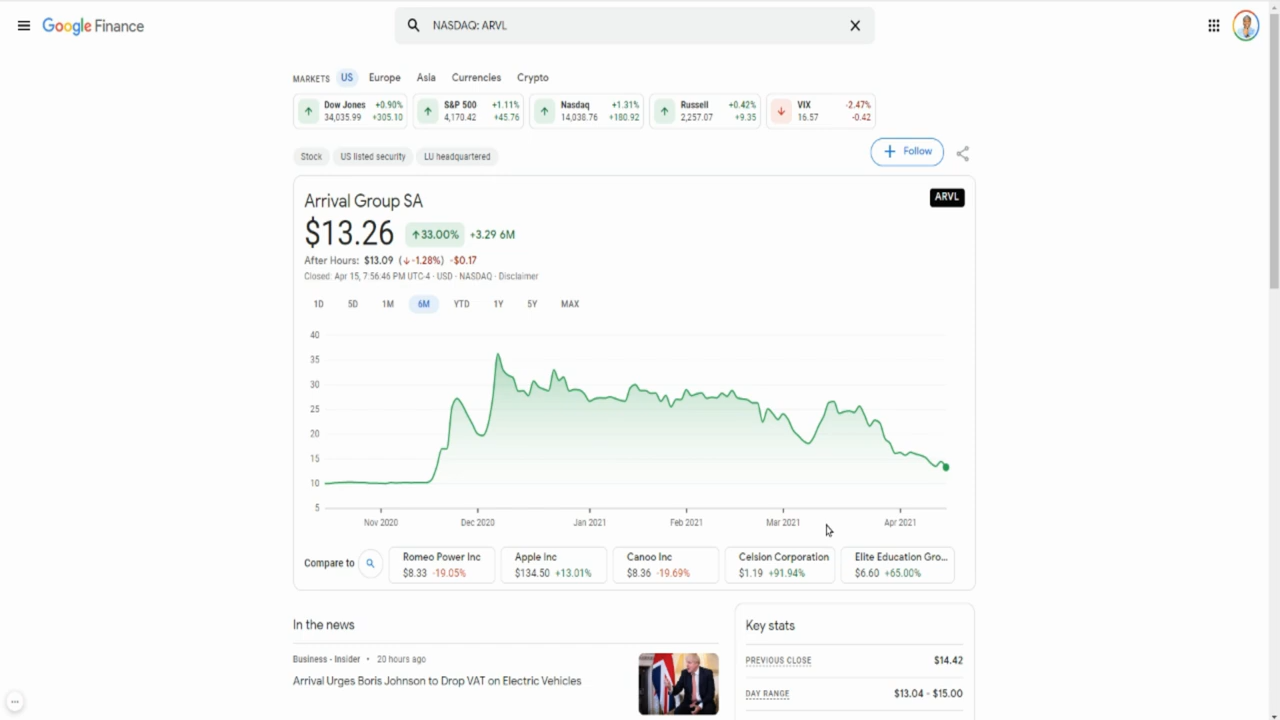 Google Finance
NASDAQ: ARVL
MARKETS US Europe Asia Currencies Crypto
Dow Jones +0.90% S&P 500 +1.11% Nasdaq +1.31% Russell +0.42% VIX -2.47%
34,035.99 +305.10 4,170.42 +45.76 14,038.76 +180.92 2,257.07 +9.35 16.57 -0.42
+ Follow
Stock US listed security LU headquartered
Arrival Group SA ARVL
$13.26 ↑33.00% +3.29 6M
After Hours: $13.09 (↓-1.28%) -$0.17
Closed: Apr 15, 7:56:46 PM UTC-4 · USD · NASDAQ · Disclaimer
1D 5D 1M 6M YTD 1Y 5Y MAX
40
35
30
25
20
15
10
5
Nov 2020 Dec 2020 Jan 2021 Feb 2021 Mar 2021 Apr 2021
Compare to
Romeo Power Inc Apple Inc Canoo Inc Celsion Corporation Elite Education Gro...
$8.33 -19.05% $134.50 +13.01% $8.36 -19.69% $1.19 +91.94% $6.60 +65.00%
In the news
Business - Insider • 20 hours ago
Arrival Urges Boris Johnson to Drop VAT on Electric Vehicles
Key stats
PREVIOUS CLOSE $14.42
DAY RANGE $13.04 - $15.00